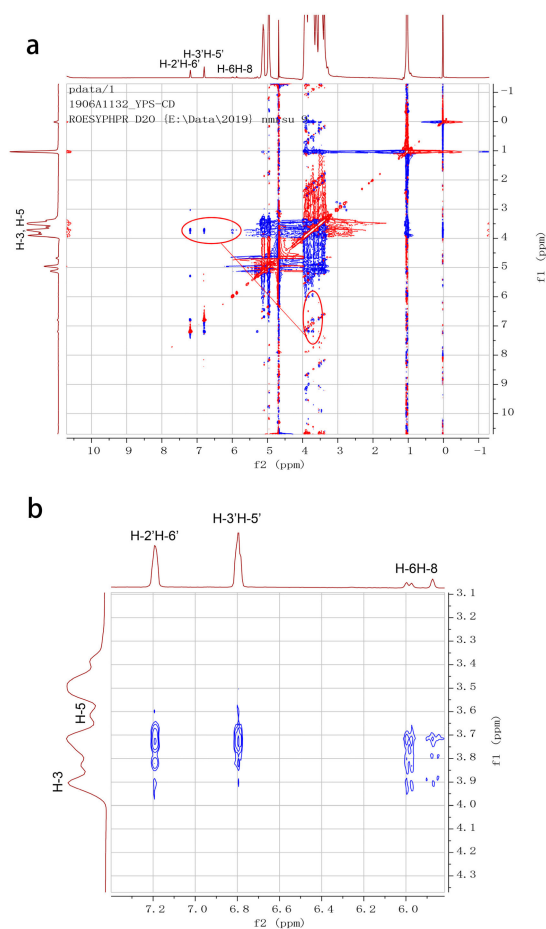 a
H-3'H-5'
H-2'H-6'
H-6H-8
pdata/1
1906A1132_YPS-CD
ROESYPHPR D2O {E:\Data\2019} nmrsu 9
H-3, H-5
-1
0
1
2
3
4
5
6
7
8
9
10
f1 (ppm)
10 9 8 7 6 5 4 3 2 1 0 -1
f2 (ppm)
b
H-3'H-5'
H-2'H-6'
H-6H-8
H-5
H-3
3.1
3.2
3.3
3.4
3.5
3.6
3.7
3.8
3.9
4.0
4.1
4.2
4.3
f1 (ppm)
7.2 7.0 6.8 6.6 6.4 6.2 6.0
f2 (ppm)